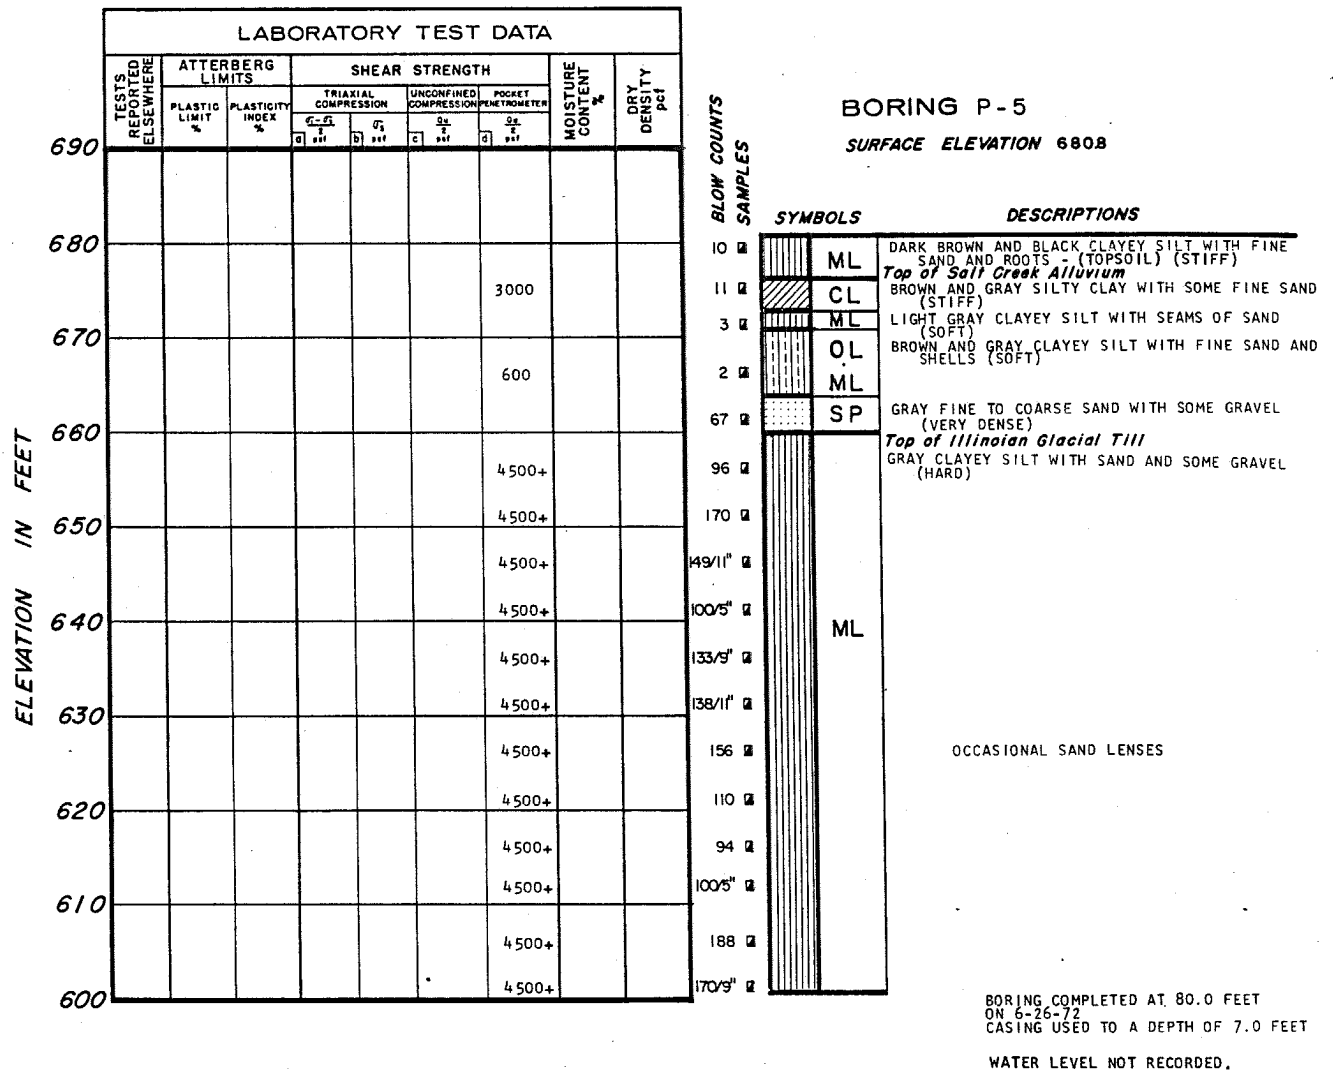 LABORATORY TEST DATA
TESTS REPORTED ELSEWHERE
ATTERBERG LIMITS
PLASTIC LIMIT %
PLASTICITY INDEX %
SHEAR STRENGTH
TRIAXIAL COMPRESSION
UNCONFINED COMPRESSION
POCKET PENETROMETER
a psf
b psf
c psf
d psf
MOISTURE CONTENT %
DRY DENSITY pcf
BLOW COUNTS
SAMPLES
BORING P-5
SURFACE ELEVATION 680.8
SYMBOLS
DESCRIPTIONS
ELEVATION IN FEET
690
680
670
660
650
640
630
620
610
600
3000
600
4500+
4500+
4500+
4500+
4500+
4500+
4500+
4500+
4500+
4500+
4500+
4500+
10
11
3
2
67
96
170
149/11"
100/5"
133/9"
138/11"
156
110
94
100/5"
188
170/9"
ML
DARK BROWN AND BLACK CLAYEY SILT WITH FINE
SAND AND ROOTS - (TOPSOIL) (STIFF)
Top of Salt Creek Alluvium
CL
BROWN AND GRAY SILTY CLAY WITH SOME FINE SAND
(STIFF)
ML
LIGHT GRAY CLAYEY SILT WITH SEAMS OF SAND
(SOFT)
OL
ML
BROWN AND GRAY CLAYEY SILT WITH FINE SAND AND
SHELLS (SOFT)
SP
GRAY FINE TO COARSE SAND WITH SOME GRAVEL
(VERY DENSE)
Top of Illinoian Glacial Till
GRAY CLAYEY SILT WITH SAND AND SOME GRAVEL
(HARD)
ML
OCCASIONAL SAND LENSES
BORING COMPLETED AT 80.0 FEET
ON 6-26-72
CASING USED TO A DEPTH OF 7.0 FEET
WATER LEVEL NOT RECORDED.